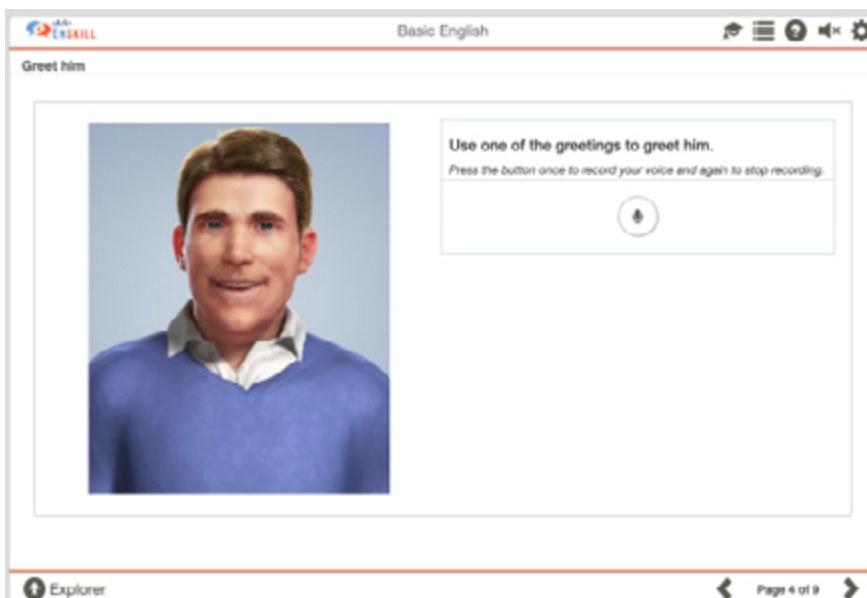 ENSKILL
Basic English
Greet him
Use one of the greetings to greet him.
Press the button once to record your voice and again to stop recording.
Explorer
Page 4 of 9